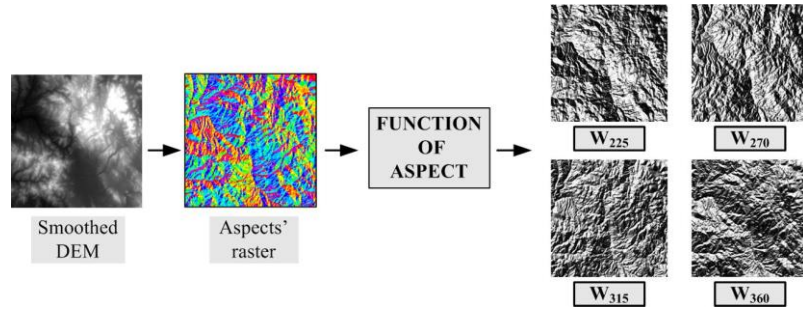 Smoothed
DEM
Aspects'
raster
FUNCTION
OF
ASPECT
W225
W270
W315
W360